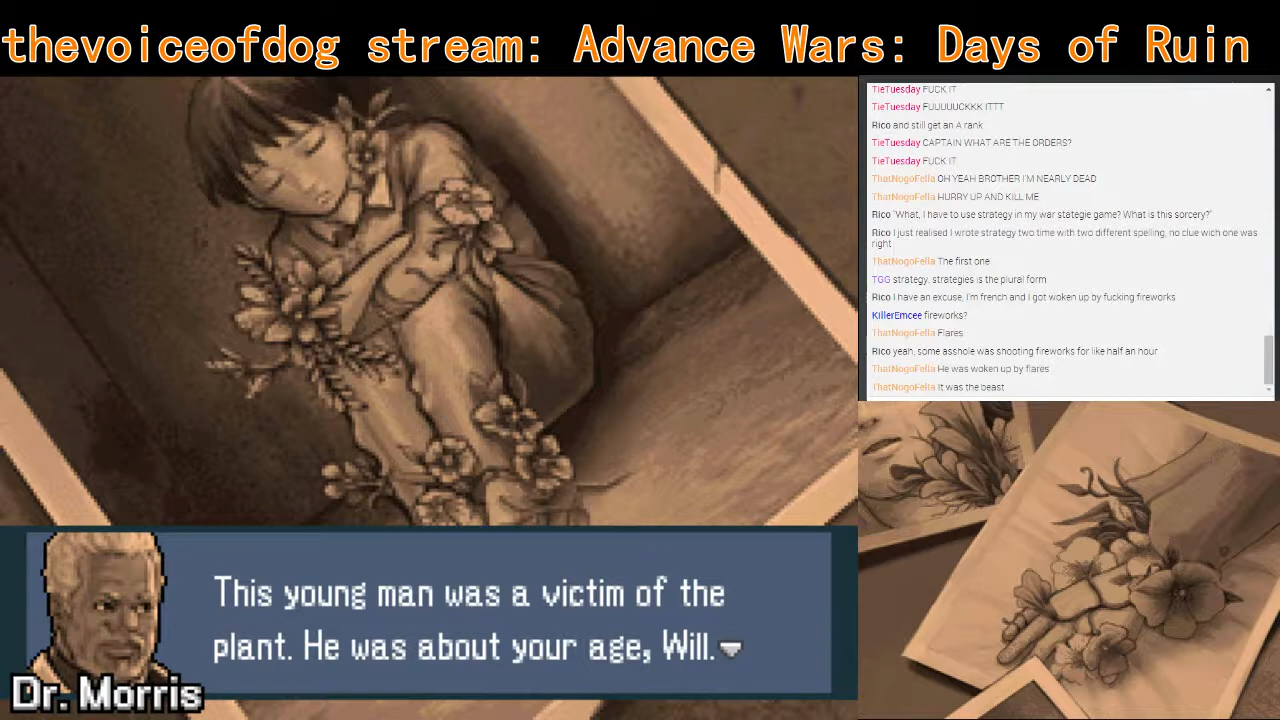 thevoiceofdog stream: Advance Wars: Days of Ruin
TieTuesday FUCK IT
TieTuesday FUUUUUCKKK ITTT
Rico and still get an A rank
TieTuesday CAPTAIN WHAT ARE THE ORDERS?
TieTuesday FUCK IT
ThatNogoFella OH YEAH BROTHER I'M NEARLY DEAD
ThatNogoFella HURRY UP AND KILL ME
Rico "What, I have to use strategy in my war stategie game? What is this sorcery?"
Rico I just realised I wrote strategy two time with two different spelling, no clue wich one was
right
ThatNogoFella The first one
TGG strategy. strategies is the plural form
Rico I have an excuse, I'm french and I got woken up by fucking fireworks
KillerEmcee fireworks?
ThatNogoFella Flares
Rico yeah, some asshole was shooting fireworks for like half an hour
ThatNogoFella He was woken up by flares
ThatNogoFella It was the beast
This young man was a victim of the
plant. He was about your age, Will.
Dr. Morris